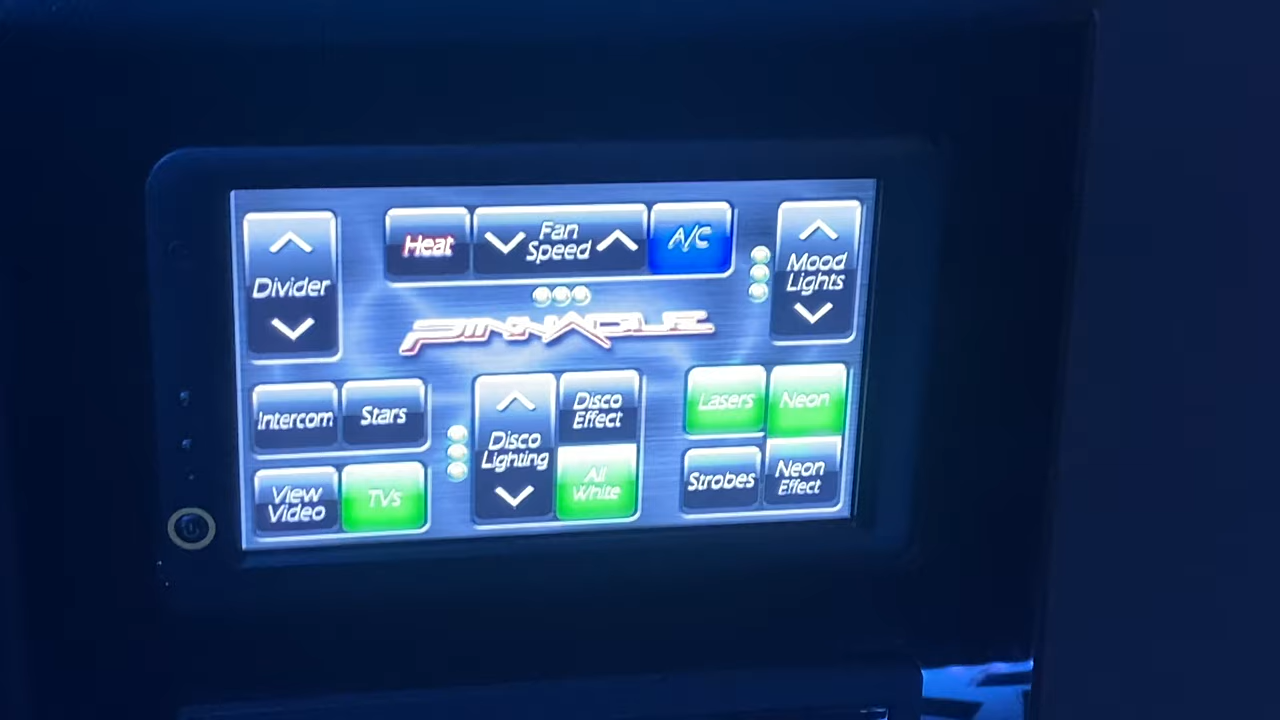 Heat
Fan
Speed
A/C
Divider
Mood
Lights
PINNACLE
Intercom
Stars
Disco
Lighting
Disco
Effect
Lasers
Neon
View
Video
TVs
All
White
Strobes
Neon
Effect